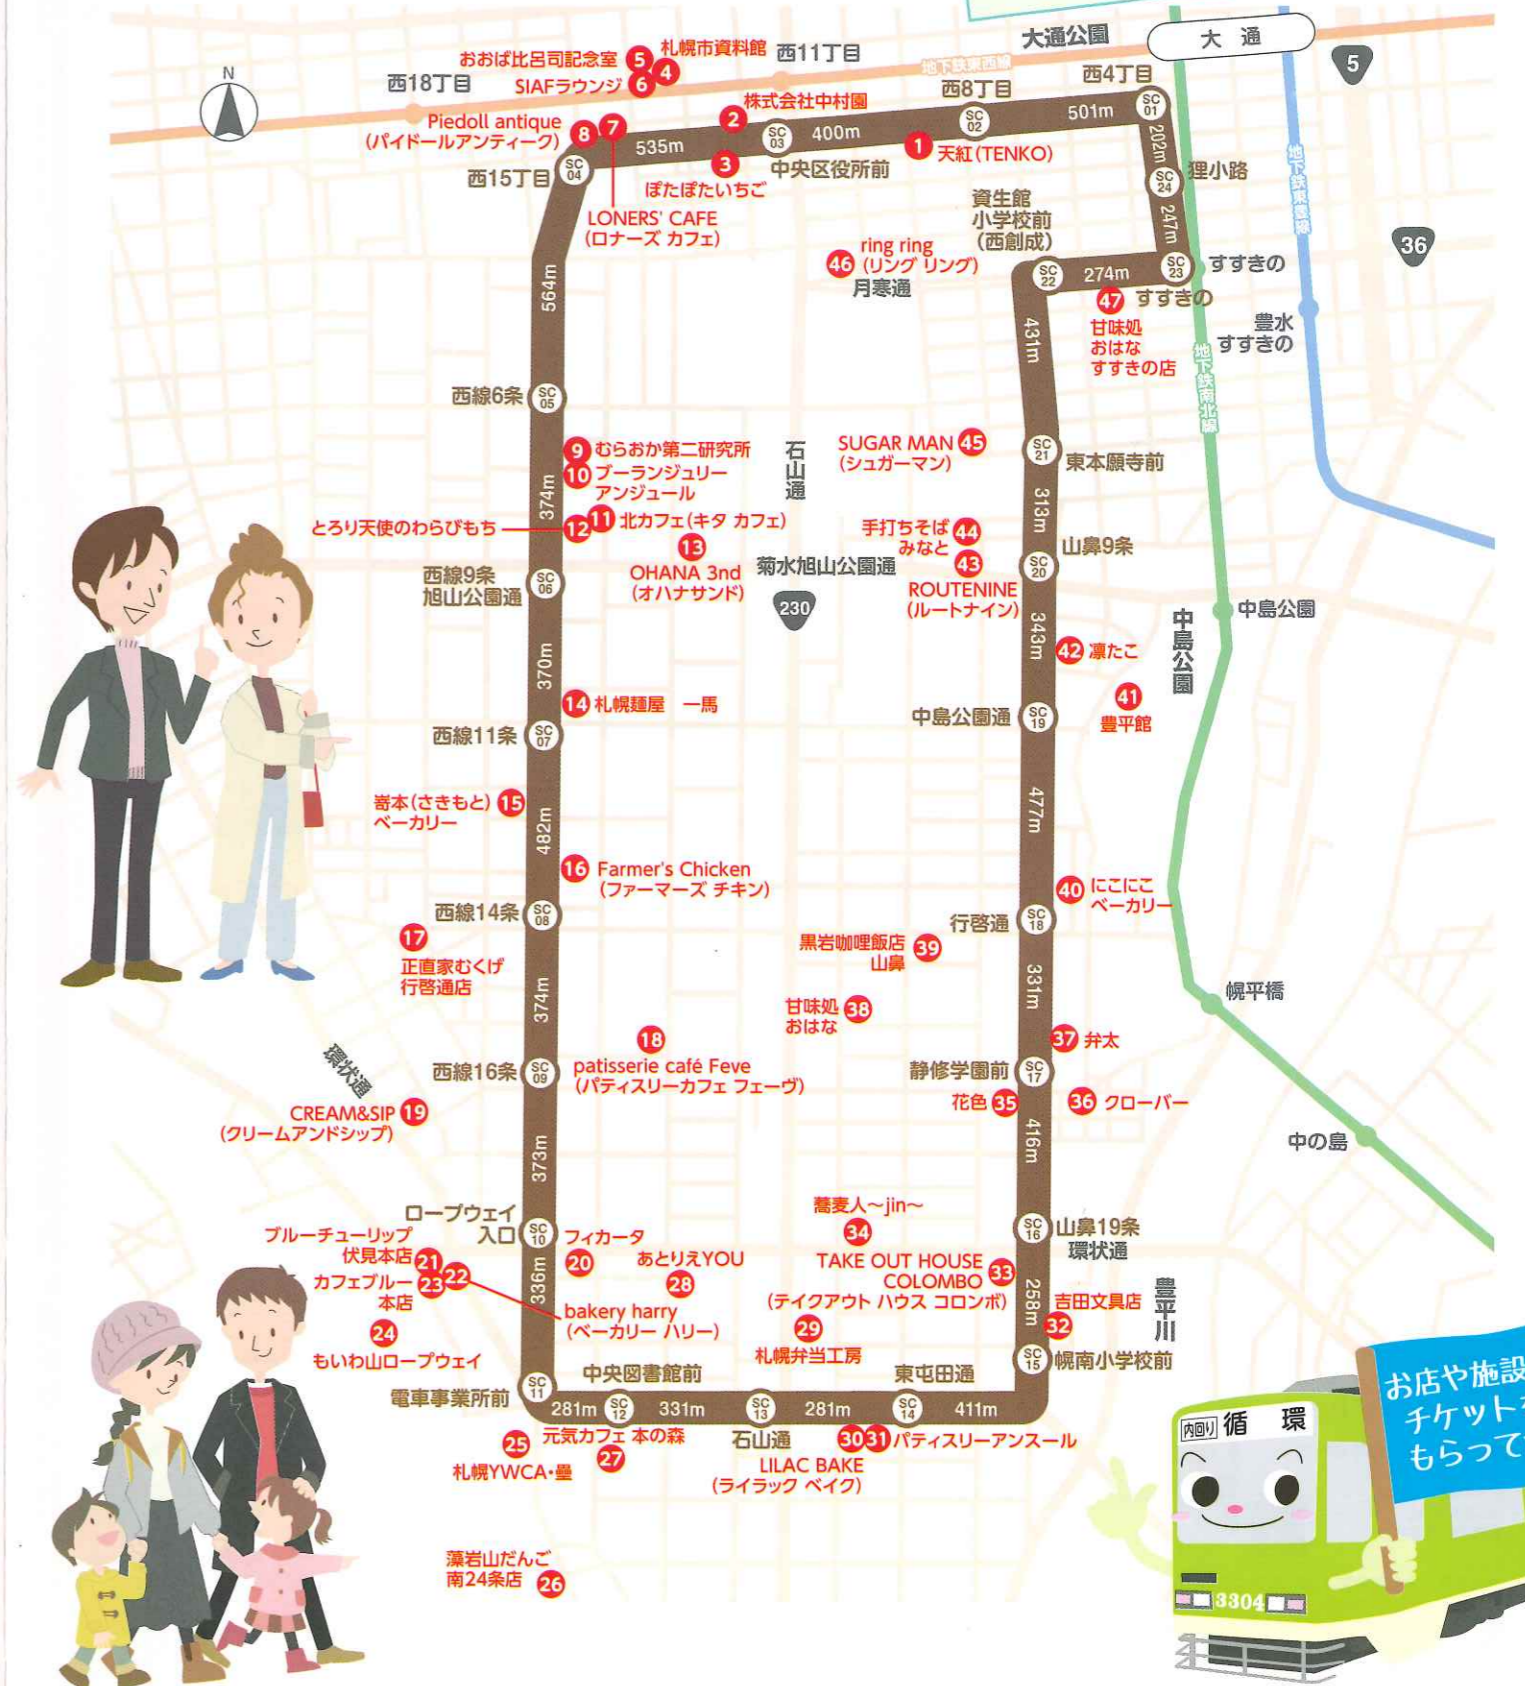 大通公園
大　通
5
おおば比呂司記念室
5
札幌市資料館
4
SIAFラウンジ
6
西11丁目
地下鉄東西線
西18丁目
西8丁目
西4丁目
N
Piedoll antique
(パイドールアンティーク)
8
7
株式会社中村園
2
SC
01
501m
SC
02
400m
SC
03
535m
SC
04
1
天紅(TENKO)
中央区役所前
西15丁目
3
ぽたぽたいちご
LONERS' CAFE
(ロナーズ カフェ)
202m
SC
24
狸小路
地下鉄東豊線
247m
36
資生館
小学校前
(西創成)
ring ring
46
(リング リング)
月寒通
SC
22
274m
SC
23
すすきの
すすきの
47
甘味処
おはな
すすきの店
豊水
すすきの
地下鉄南北線
564m
431m
西線6条
SC
05
9
むらおか第二研究所
10
ブーランジュリー
アンジュール
374m
とろり天使のわらびもち
12
11
北カフェ(キタ カフェ)
13
OHANA 3nd
(オハナサンド)
石山通
SUGAR MAN
45
(シュガーマン)
SC
21
東本願寺前
313m
手打ちそば
みなと
44
山鼻9条
菊水旭山公園通
43
ROUTENINE
(ルートナイン)
SC
20
230
西線9条
旭山公園通
SC
06
中島公園
中島公園
343m
42
凛たこ
370m
41
豊平館
14
札幌麺屋　一馬
中島公園通
SC
19
西線11条
SC
07
嵜本(さきもと)
ベーカリー
15
482m
477m
16
Farmer's Chicken
(ファーマーズ チキン)
40
にこにこ
ベーカリー
西線14条
SC
08
行啓通
SC
18
17
正直家むくげ
行啓通店
黒岩咖哩飯店
山鼻
39
374m
331m
幌平橋
甘味処
おはな
38
18
patisserie café Feve
(パティスリーカフェ フェーヴ)
37
弁太
環状通
西線16条
SC
09
静修学園前
SC
17
花色
35
36
クローバー
CREAM&SIP
19
(クリームアンドシップ)
373m
416m
中の島
蕎麦人〜jin〜
34
ロープウェイ
入口
SC
10
フィカータ
20
SC
16
山鼻19条
環状通
ブルーチューリップ
伏見本店
21
22
カフェブルー
本店
23
あとりえYOU
28
TAKE OUT HOUSE
COLOMBO
33
(テイクアウト ハウス コロンボ)
336m
bakery harry
(ベーカリー ハリー)
258m
吉田文具店
32
豊平川
24
もいわ山ロープウェイ
29
札幌弁当工房
SC
15
幌南小学校前
電車事業所前
SC
11
中央図書館前
東屯田通
281m
SC
12
331m
SC
13
281m
SC
14
411m
25
札幌YWCA・壘
元気カフェ 本の森
27
石山通
30
31
パティスリーアンスール
LILAC BAKE
(ライラック ベイク)
藻岩山だんご
南24条店
26
お店や施設
チケットを
もらって
内回り
循　環
3304